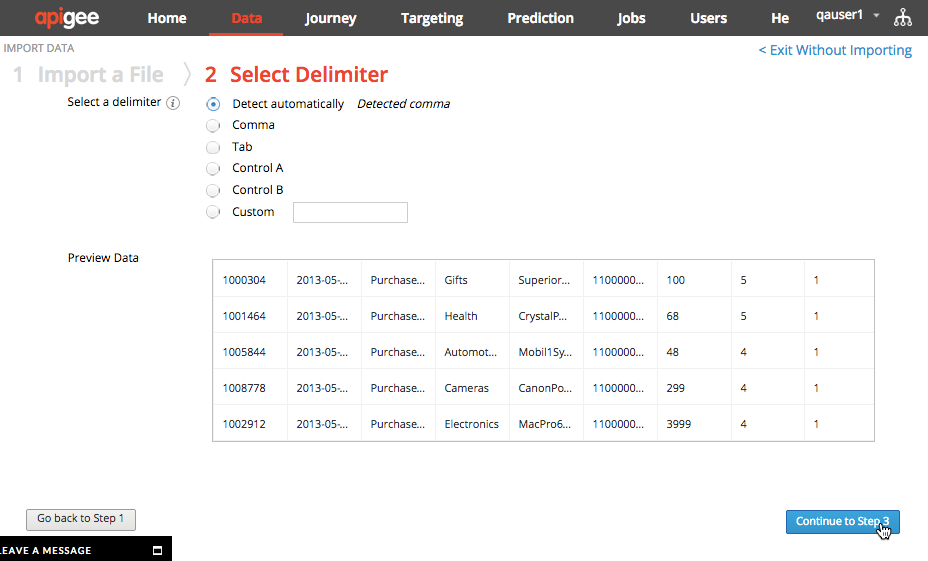 apigee Home Data Journey Targeting Prediction Jobs Users He qauser1
IMPORT DATA
< Exit Without Importing
1 Import a File 2 Select Delimiter
Select a delimiter i Detect automatically Detected comma
Comma
Tab
Control A
Control B
Custom
Preview Data
1000304 2013-05-... Purchase... Gifts Superior... 1100000... 100 5 1
1001464 2013-05-... Purchase... Health CrystalP... 1100000... 68 5 1
1005844 2013-05-... Purchase... Automot... Mobil1Sy... 1100000... 48 4 1
1008778 2013-05-... Purchase... Cameras CanonPo... 1100000... 299 4 1
1002912 2013-05-... Purchase... Electronics MacPro6... 1100000... 3999 4 1
Go back to Step 1 Continue to Step 3
LEAVE A MESSAGE